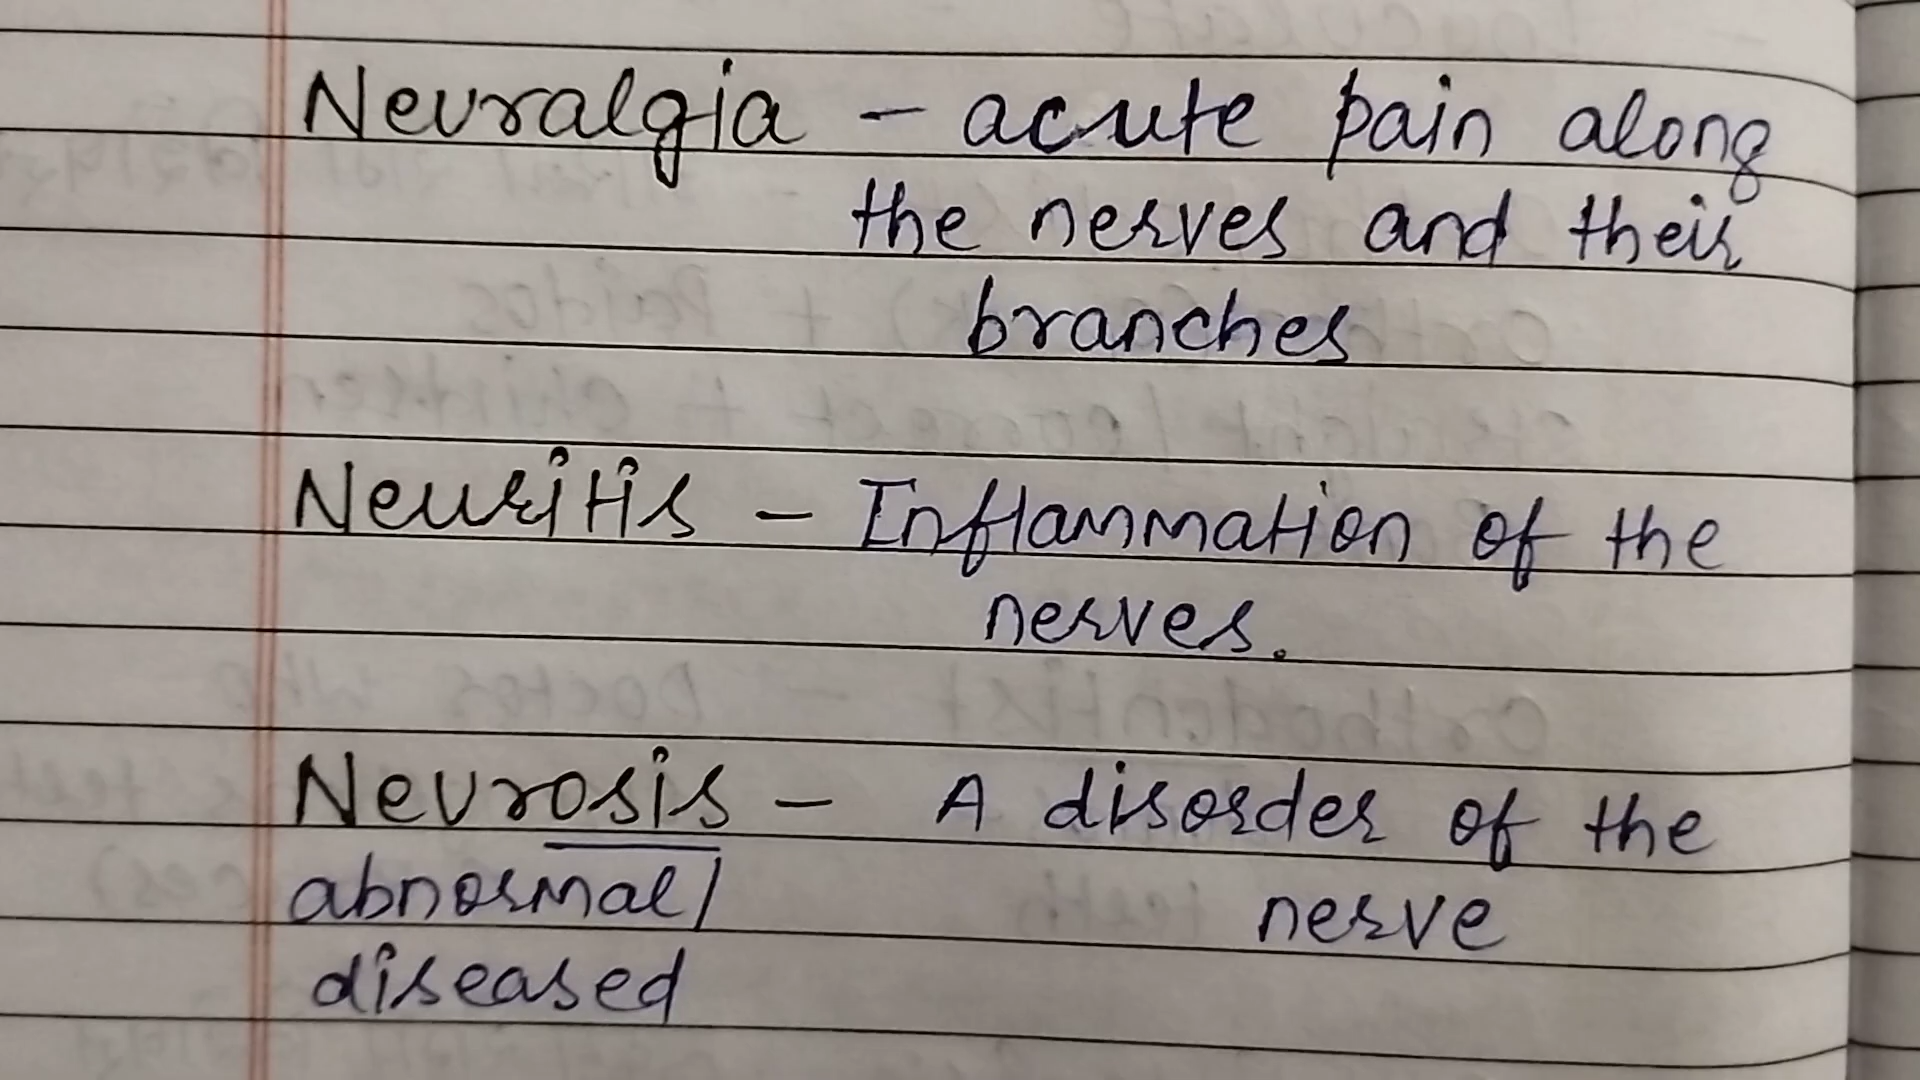 Neuralgia - acute pain along
the nerves and their
branches
Neuritis - Inflammation of the
nerves.
Neurosis - A disorder of the
abnormal/ nerve
diseased